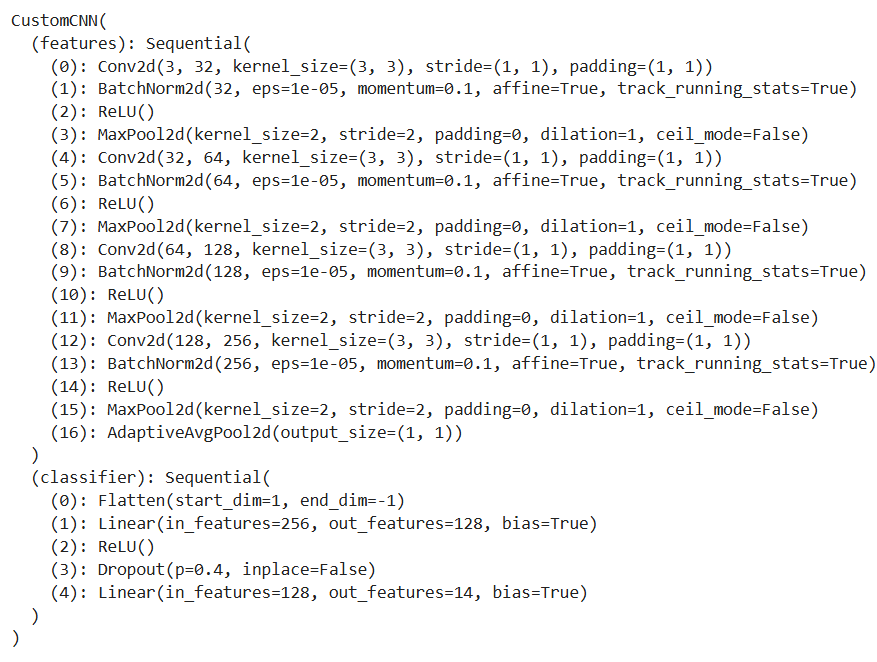 CustomCNN(
  (features): Sequential(
    (0): Conv2d(3, 32, kernel_size=(3, 3), stride=(1, 1), padding=(1, 1))
    (1): BatchNorm2d(32, eps=1e-05, momentum=0.1, affine=True, track_running_stats=True)
    (2): ReLU()
    (3): MaxPool2d(kernel_size=2, stride=2, padding=0, dilation=1, ceil_mode=False)
    (4): Conv2d(32, 64, kernel_size=(3, 3), stride=(1, 1), padding=(1, 1))
    (5): BatchNorm2d(64, eps=1e-05, momentum=0.1, affine=True, track_running_stats=True)
    (6): ReLU()
    (7): MaxPool2d(kernel_size=2, stride=2, padding=0, dilation=1, ceil_mode=False)
    (8): Conv2d(64, 128, kernel_size=(3, 3), stride=(1, 1), padding=(1, 1))
    (9): BatchNorm2d(128, eps=1e-05, momentum=0.1, affine=True, track_running_stats=True)
    (10): ReLU()
    (11): MaxPool2d(kernel_size=2, stride=2, padding=0, dilation=1, ceil_mode=False)
    (12): Conv2d(128, 256, kernel_size=(3, 3), stride=(1, 1), padding=(1, 1))
    (13): BatchNorm2d(256, eps=1e-05, momentum=0.1, affine=True, track_running_stats=True)
    (14): ReLU()
    (15): MaxPool2d(kernel_size=2, stride=2, padding=0, dilation=1, ceil_mode=False)
    (16): AdaptiveAvgPool2d(output_size=(1, 1))
  )
  (classifier): Sequential(
    (0): Flatten(start_dim=1, end_dim=-1)
    (1): Linear(in_features=256, out_features=128, bias=True)
    (2): ReLU()
    (3): Dropout(p=0.4, inplace=False)
    (4): Linear(in_features=128, out_features=14, bias=True)
  )
)